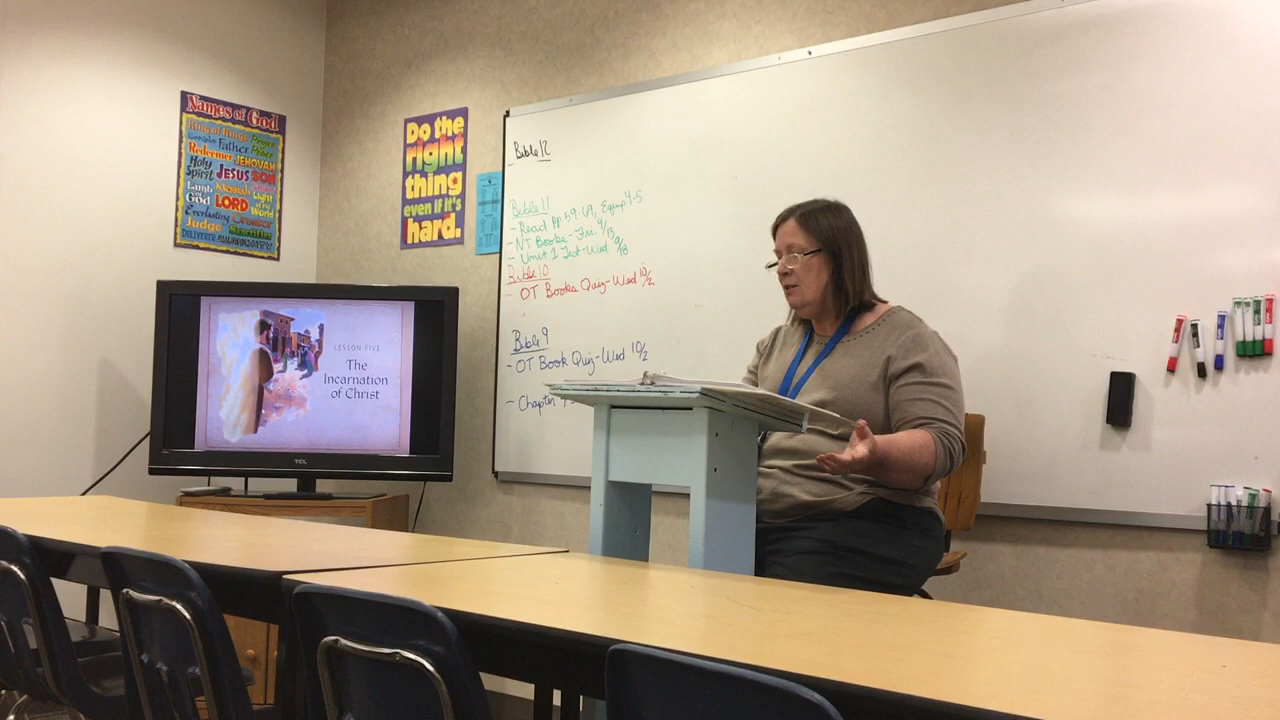 Names of God
King of Kings
Father
Redeemer JEHOVAH
Holy
Spirit JESUS SON
Lamb Messiah
of God LORD Light of the World
Everlasting Creator
Judge
DELIVERER
Do the
right
thing
even if it's
hard.
LESSON FIVE
The
Incarnation
of Christ
TCL
Bible 12
Bible 11
- Read pp. 59-69, Equip 4-5
- NT Books - Fri. 9/13
- Unit 1 Test - Wed 9/18
Bible 10
- OT Books Quiz - Wed 10/2
Bible 9
- OT Book Quiz - Wed 10/2
- Chapter